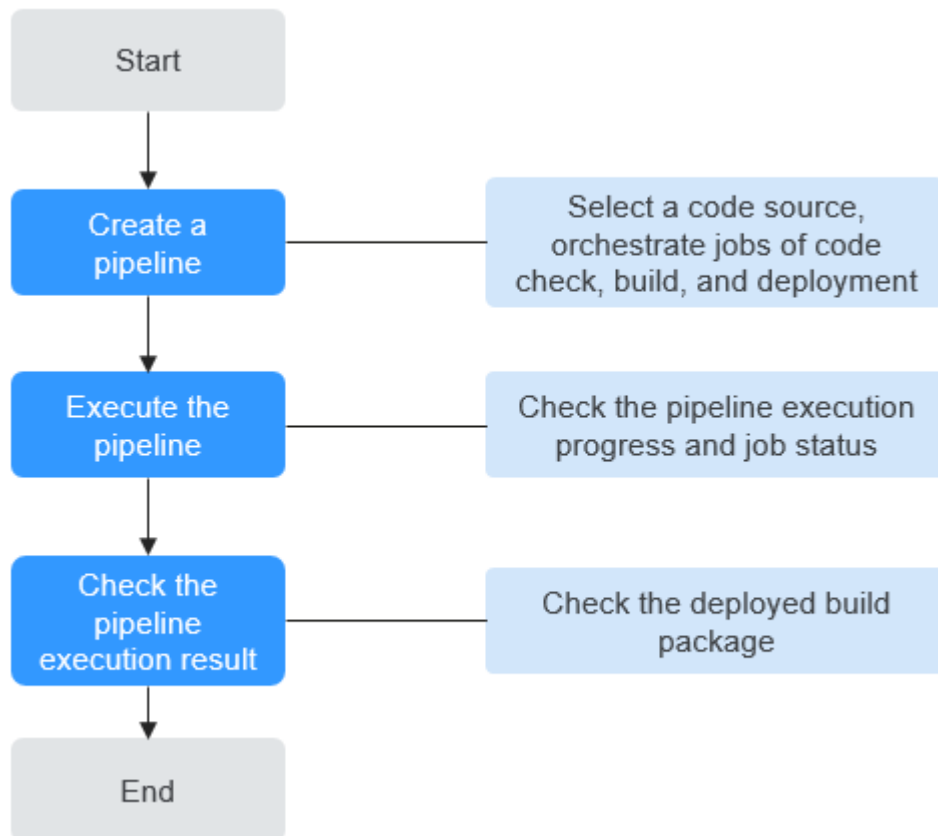 Start
Create a
pipeline
Select a code source,
orchestrate jobs of code
check, build, and deployment
Execute the
pipeline
Check the pipeline execution
progress and job status
Check the
pipeline
execution result
Check the deployed build
package
End